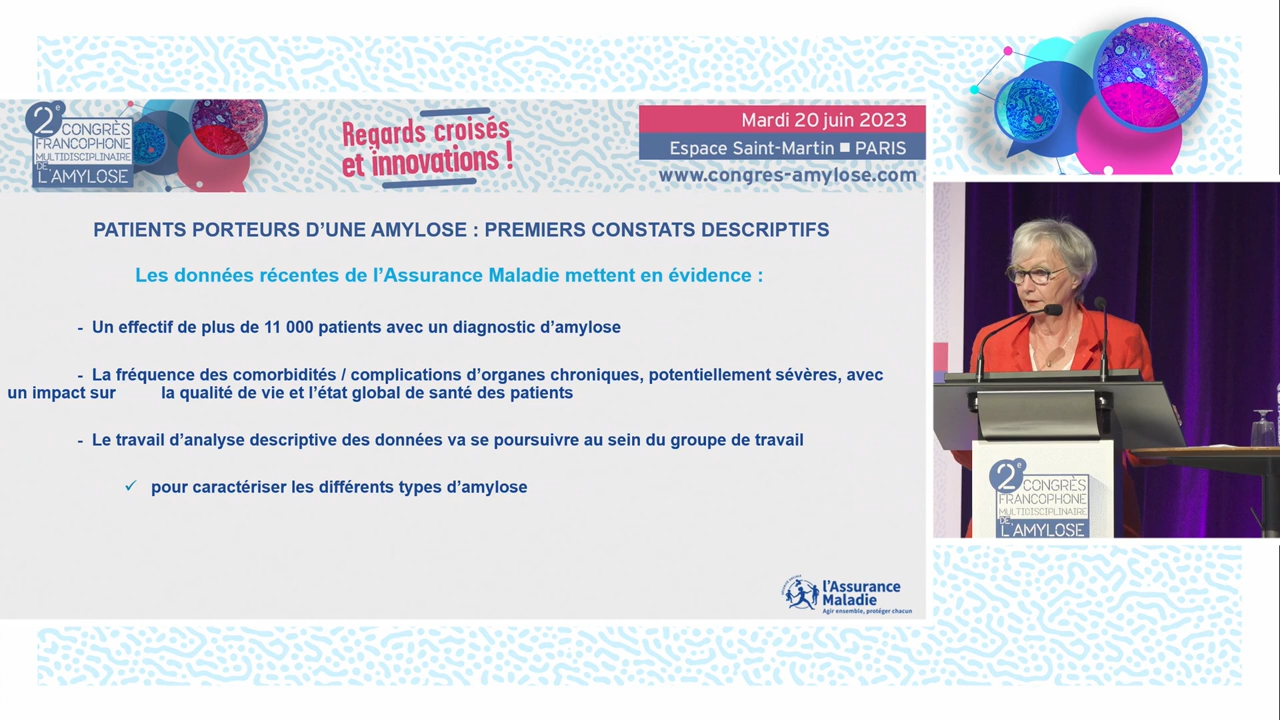 2e CONGRÈS
FRANCOPHONE
MULTIDISCIPLINAIRE
DE
L'AMYLOSE
Regards croisés
et innovations !
Mardi 20 juin 2023
Espace Saint-Martin ■ PARIS
www.congres-amylose.com
PATIENTS PORTEURS D'UNE AMYLOSE : PREMIERS CONSTATS DESCRIPTIFS
Les données récentes de l'Assurance Maladie mettent en évidence :
- Un effectif de plus de 11 000 patients avec un diagnostic d'amylose
- La fréquence des comorbidités / complications d'organes chroniques, potentiellement sévères, avec
un impact sur la qualité de vie et l'état global de santé des patients
- Le travail d'analyse descriptive des données va se poursuivre au sein du groupe de travail
✓ pour caractériser les différents types d'amylose
l'Assurance
Maladie
Agir ensemble, protéger chacun
2e CONGRÈS
FRANCOPHONE
MULTIDISCIPLINAIRE
DE
L'AMYLOSE